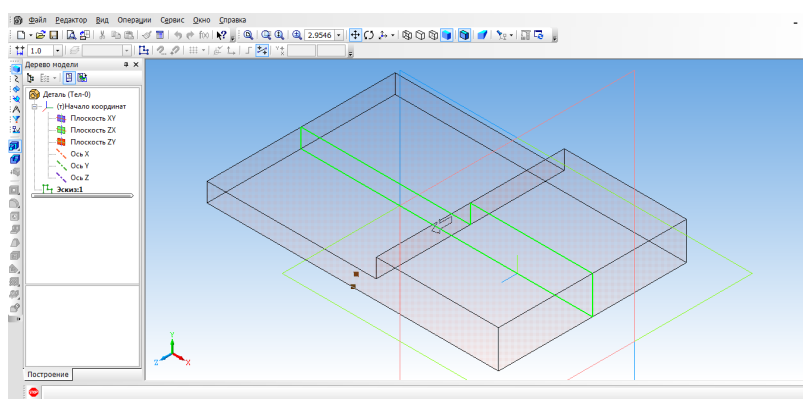 Файл Редактор Вид Операции Сервис Окно Справка
2.9546
1.0
Дерево модели
Деталь (Тел-0)
(т)Начало координат
Плоскость XY
Плоскость ZX
Плоскость ZY
Ось X
Ось Y
Ось Z
Эскиз:1
Y
Z X
Построение
STOP